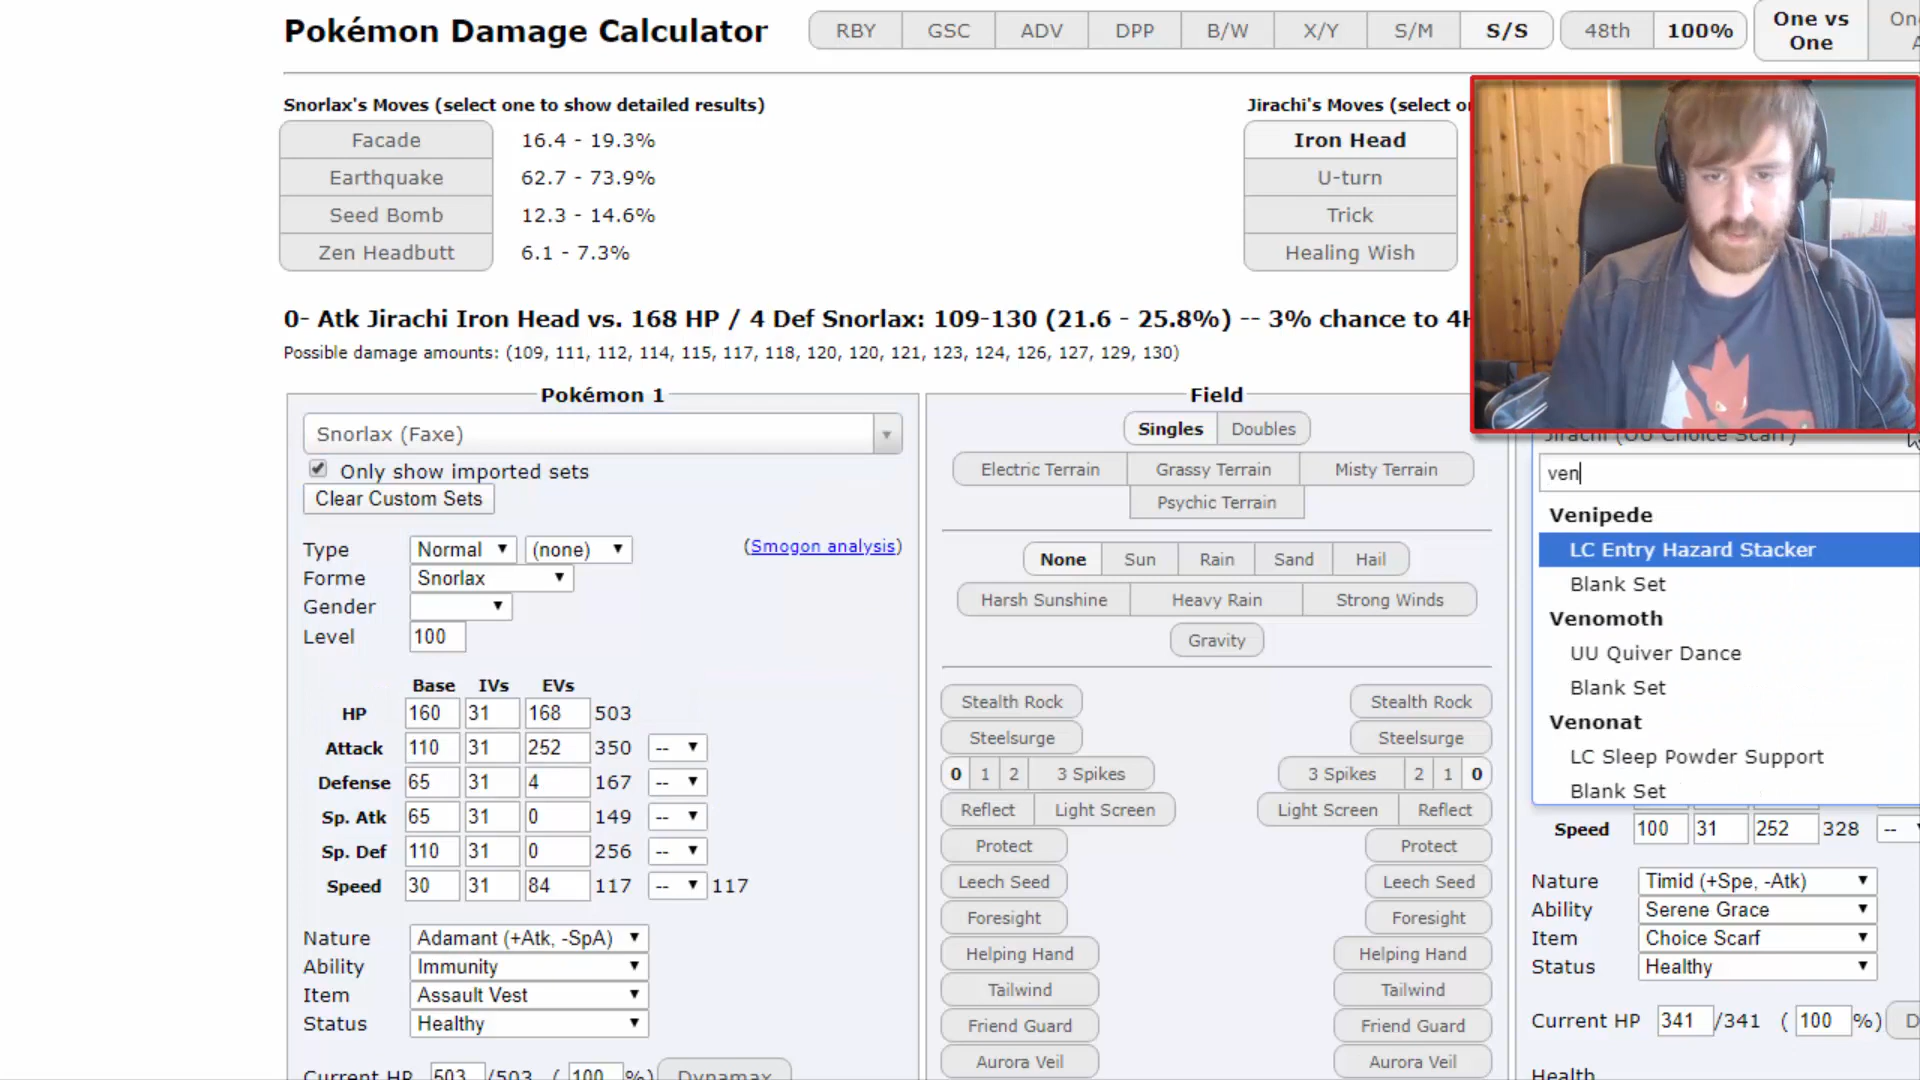 Pokémon Damage Calculator
RBY GSC ADV DPP B/W X/Y S/M S/S 48th 100% One vs One
Snorlax's Moves (select one to show detailed results)
Facade 16.4 - 19.3%
Earthquake 62.7 - 73.9%
Seed Bomb 12.3 - 14.6%
Zen Headbutt 6.1 - 7.3%
Jirachi's Moves (select
Iron Head
U-turn
Trick
Healing Wish
0- Atk Jirachi Iron Head vs. 168 HP / 4 Def Snorlax: 109-130 (21.6 - 25.8%) -- 3% chance to
Possible damage amounts: (109, 111, 112, 114, 115, 117, 118, 120, 120, 121, 123, 124, 126, 127, 129, 130)
Pokémon 1
Snorlax (Faxe)
Only show imported sets
Clear Custom Sets
Type Normal (none) (Smogon analysis)
Forme Snorlax
Gender
Level 100
Base IVs EVs
HP 160 31 168 503
Attack 110 31 252 350 --
Defense 65 31 4 167 --
Sp. Atk 65 31 0 149 --
Sp. Def 110 31 0 256 --
Speed 30 31 84 117 -- 117
Nature Adamant (+Atk, -SpA)
Ability Immunity
Item Assault Vest
Status Healthy
Current HP 503 /503 ( 100 %) Dynamax
Field
Singles Doubles
Electric Terrain Grassy Terrain Misty Terrain
Psychic Terrain
None Sun Rain Sand Hail
Harsh Sunshine Heavy Rain Strong Winds
Gravity
Stealth Rock Stealth Rock
Steelsurge Steelsurge
0 1 2 3 Spikes 3 Spikes 2 1 0
Reflect Light Screen Light Screen Reflect
Protect Protect
Leech Seed Leech Seed
Foresight Foresight
Helping Hand Helping Hand
Tailwind Tailwind
Friend Guard Friend Guard
Aurora Veil Aurora Veil
Jirachi (OU Choice Scarf)
ven
Venipede
LC Entry Hazard Stacker
Blank Set
Venomoth
UU Quiver Dance
Blank Set
Venonat
LC Sleep Powder Support
Blank Set
Speed 100 31 252 328 --
Nature Timid (+Spe, -Atk)
Ability Serene Grace
Item Choice Scarf
Status Healthy
Current HP 341 /341 ( 100 %)
Health